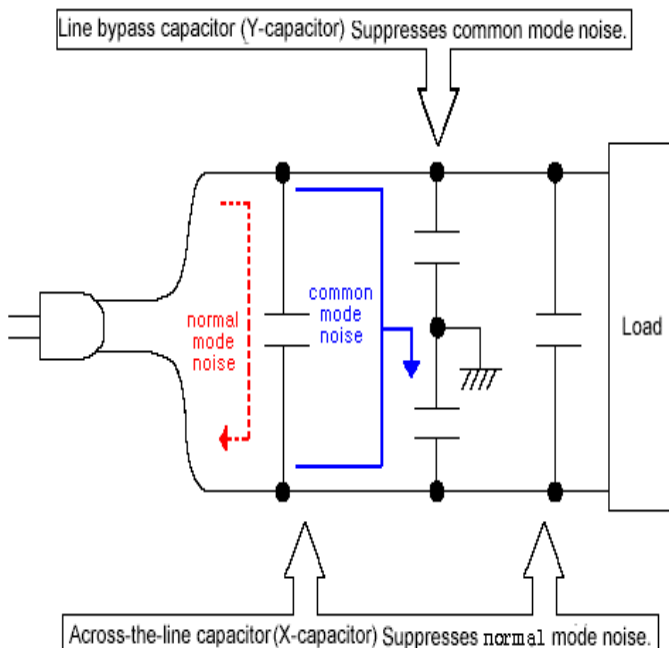 Line bypass capacitor (Y-capacitor) Suppresses common mode noise.
normal
mode
noise
common
mode
noise
Load
Across-the-line capacitor (X-capacitor) Suppresses normal mode noise.